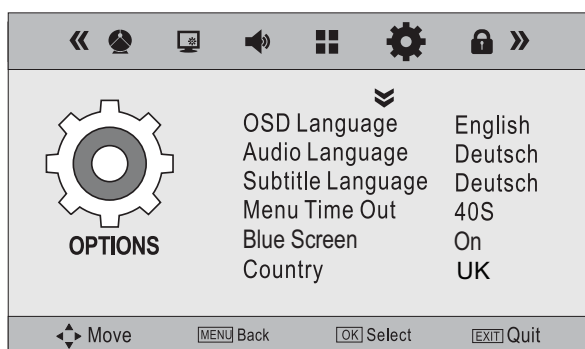 OSD Language English
Audio Language Deutsch
Subtitle Language Deutsch
Menu Time Out 40S
Blue Screen On
Country UK
OPTIONS
Move MENU Back OK Select EXIT Quit